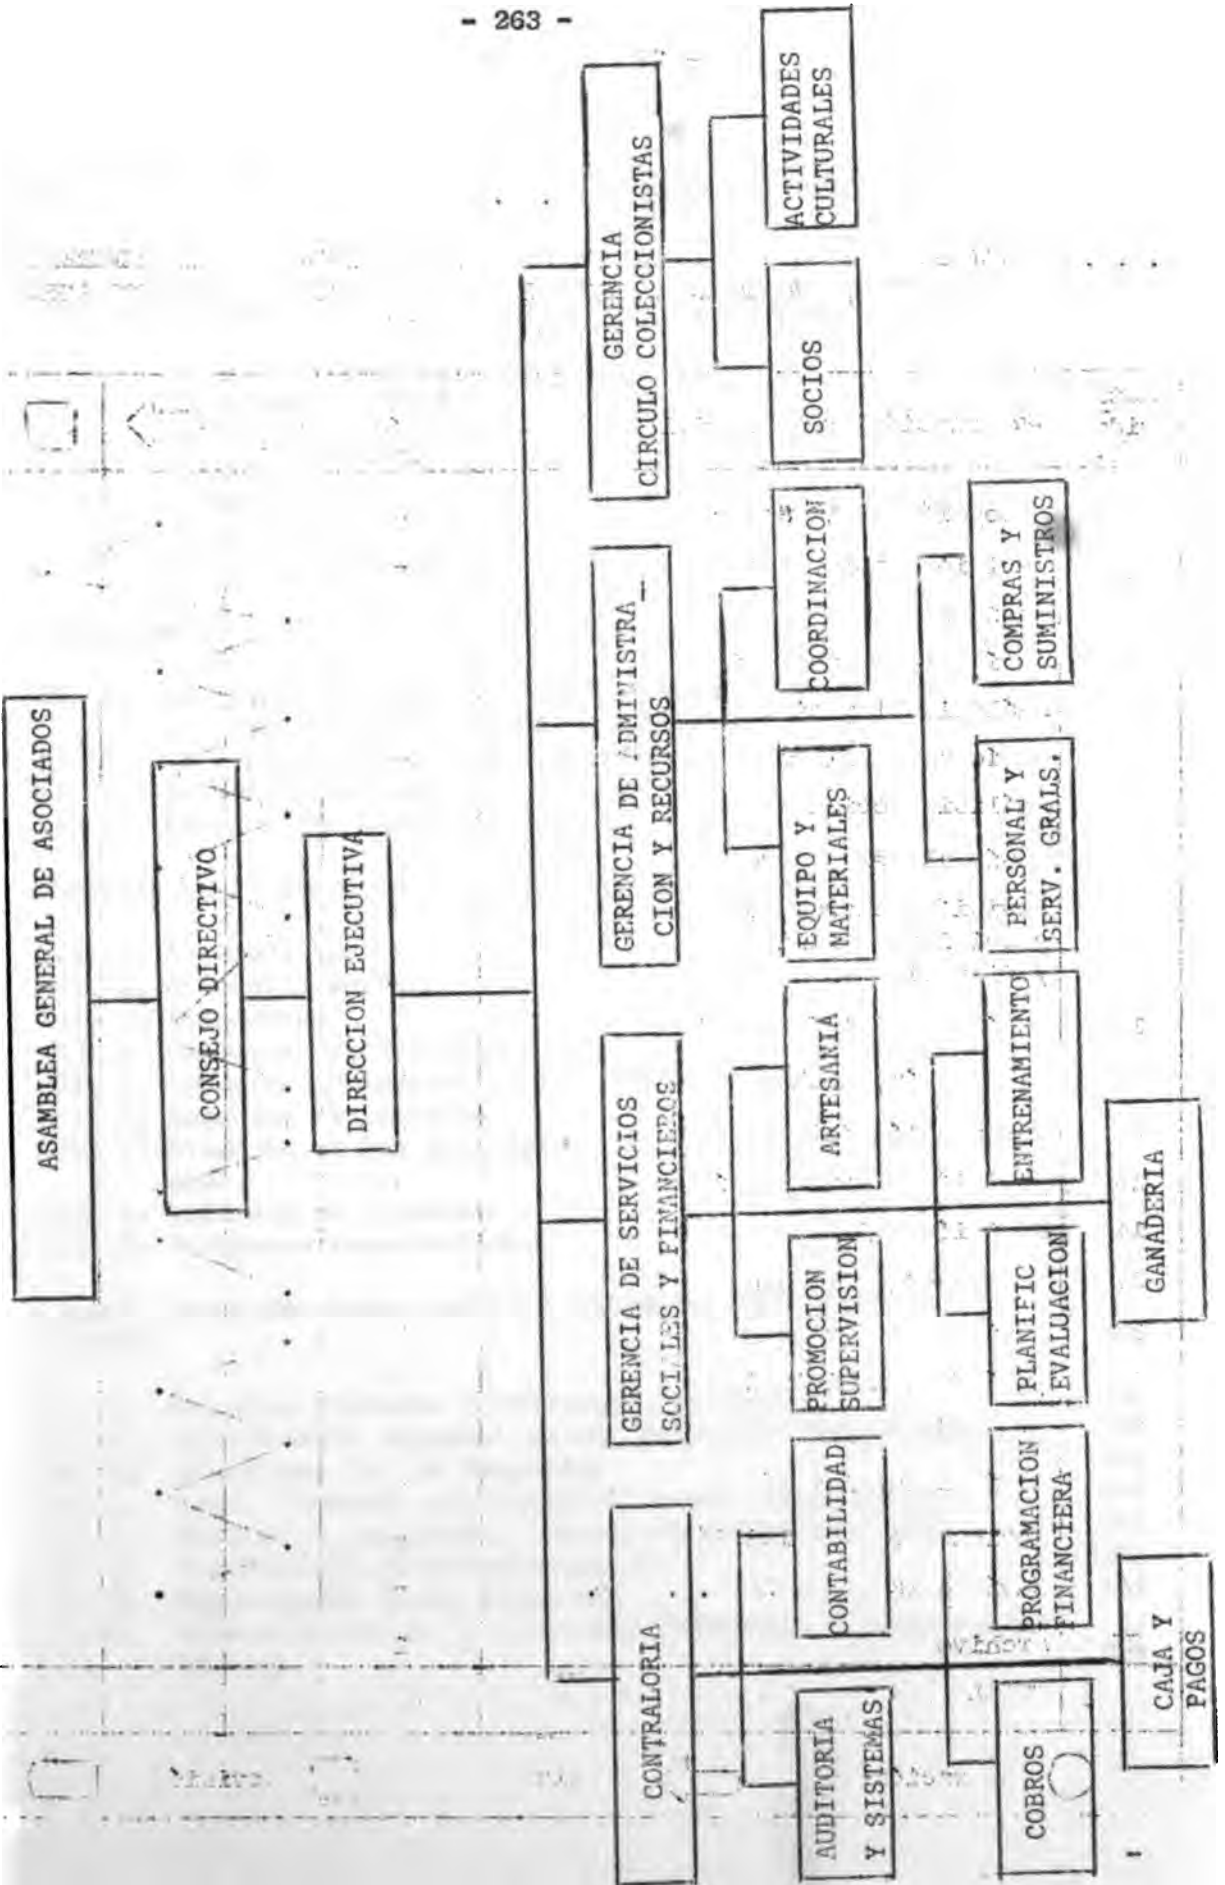 - 263 -
ASAMBLEA GENERAL DE ASOCIADOS
CONSEJO DIRECTIVO
DIRECCION EJECUTIVA
CONTRALORIA
GERENCIA DE SERVICIOS
SOCIALES Y FINANCIEROS
GERENCIA DE ADMINISTRA_
CION Y RECURSOS
GERENCIA
CIRCULO COLECCIONISTAS
AUDITORIA
Y SISTEMAS
CONTABILIDAD
PROMOCION
SUPERVISION
ARTESANIA
EQUIPO Y
MATERIALES
COORDINACION
SOCIOS
ACTIVIDADES
CULTURALES
COBROS
PROGRAMACION
FINANCIERA
PLANIFIC
EVALUACION
ENTRENAMIENTO
PERSONAL Y
SERV. GRALS.
COMPRAS Y
SUMINISTROS
CAJA Y
PAGOS
GANADERIA